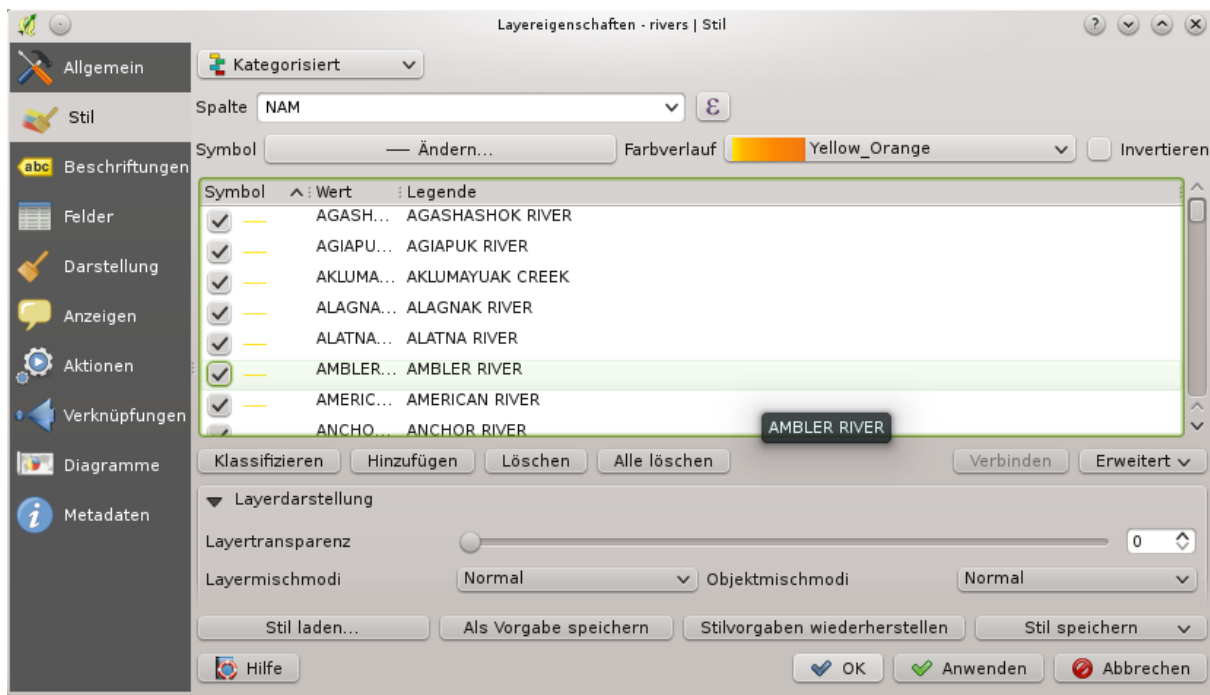 Layereigenschaften - rivers | Stil
Allgemein
Stil
abc Beschriftungen
Felder
Darstellung
Anzeigen
Aktionen
Verknüpfungen
Diagramme
Metadaten
Kategorisiert
Spalte NAM ε
Symbol Ändern... Farbverlauf Yellow_Orange Invertieren
Symbol Wert Legende
AGASH... AGASHASHOK RIVER
AGIAPU... AGIAPUK RIVER
AKLUMA... AKLUMAYUAK CREEK
ALAGNA... ALAGNAK RIVER
ALATNA... ALATNA RIVER
AMBLER... AMBLER RIVER
AMERIC... AMERICAN RIVER
ANCHO... ANCHOR RIVER
AMBLER RIVER
Klassifizieren Hinzufügen Löschen Alle löschen Verbinden Erweitert
Layerdarstellung
Layertransparenz 0
Layermischmodi Normal Objektmischmodi Normal
Stil laden... Als Vorgabe speichern Stilvorgaben wiederherstellen Stil speichern
Hilfe OK Anwenden Abbrechen